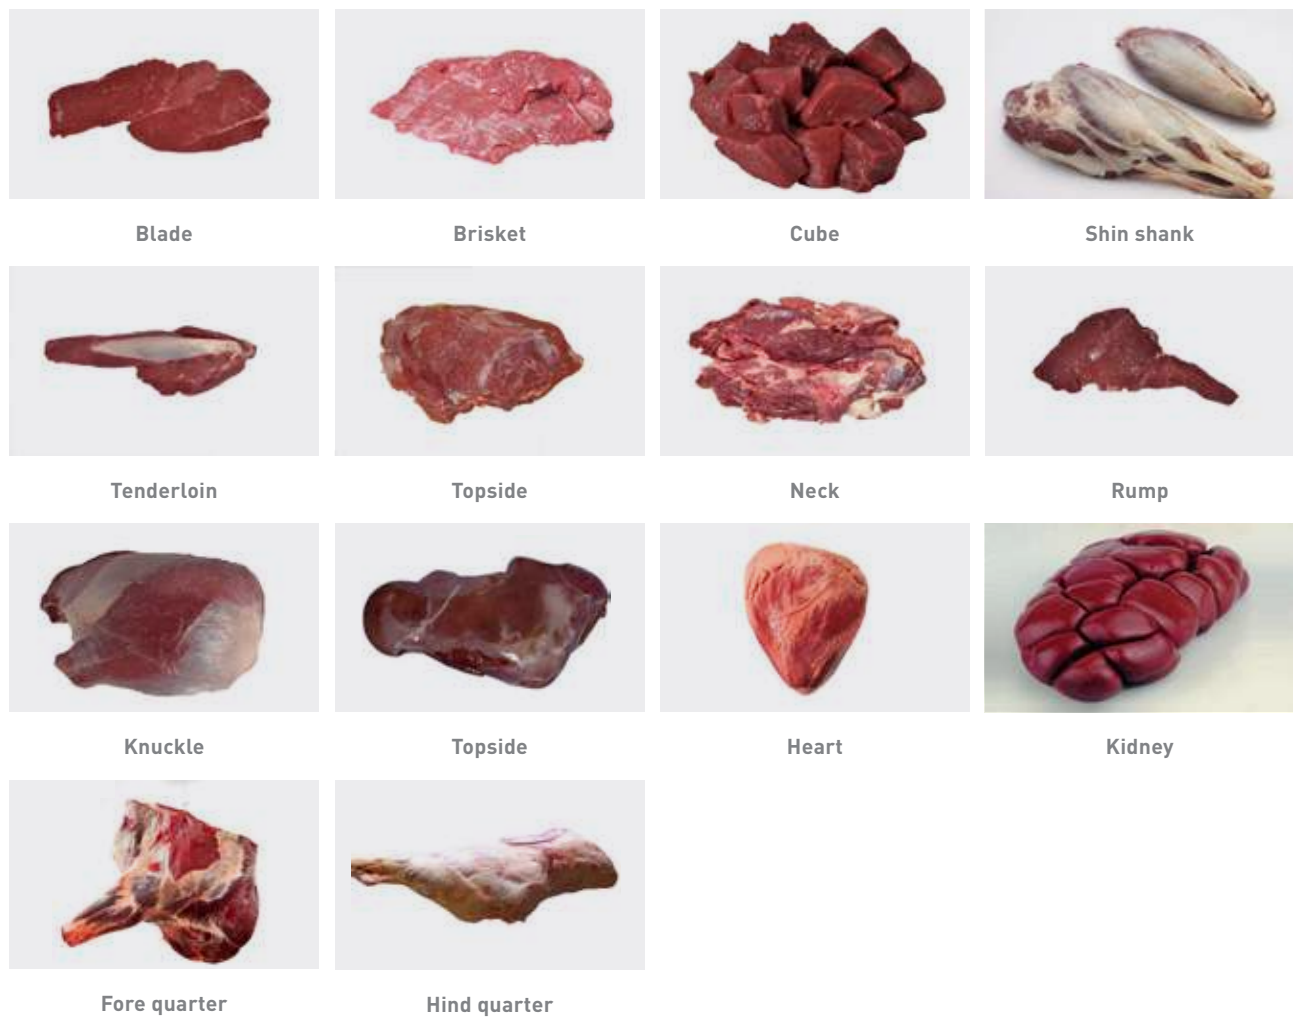 Blade
Brisket
Cube
Shin shank
Tenderloin
Topside
Neck
Rump
Knuckle
Topside
Heart
Kidney
Fore quarter
Hind quarter